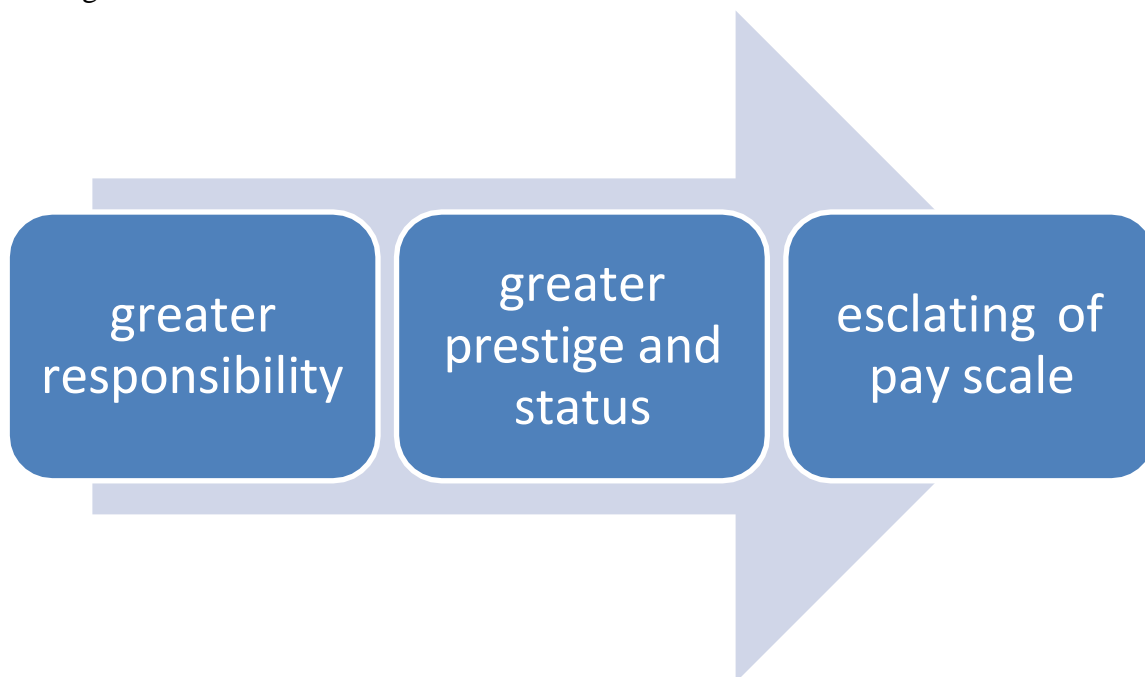 greater
responsibility
greater
prestige and
status
esclating of
pay scale